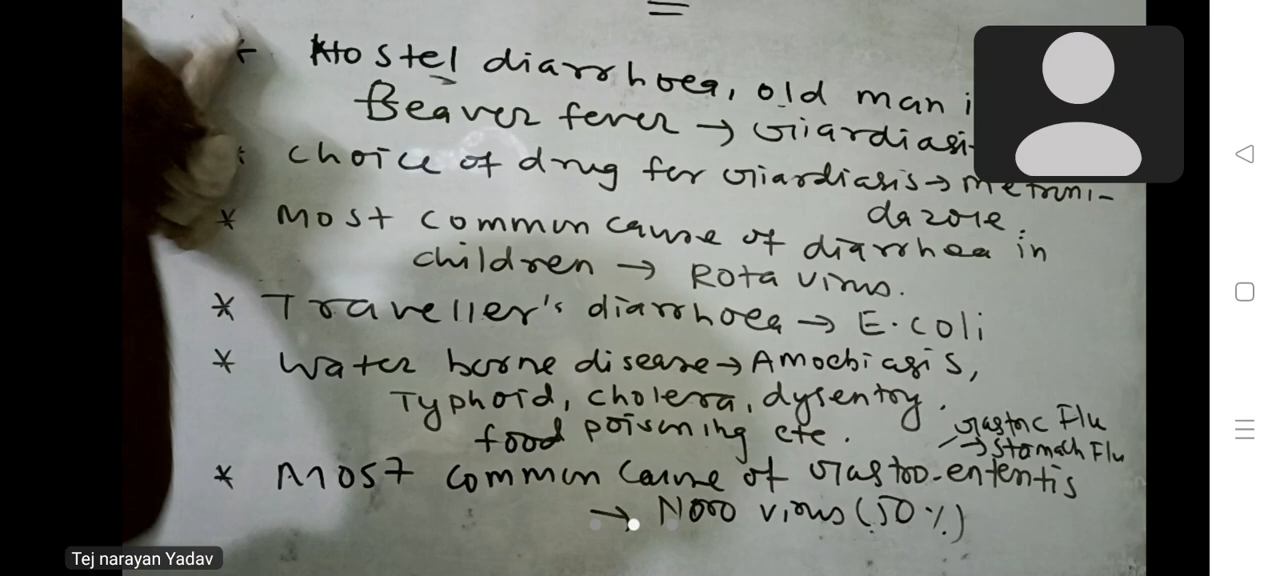 * Hostel diarrhoea, old man i
Beaver fever → Giardiasi
* Choice of drug for Giardiasis → metroni-
dazole.
* Most common cause of diarrhea in
children → Rota virus.
* Traveller's diarrhoea → E. coli
* Water borne disease → Amoebiasis,
Typhoid, cholera, dysentry.
food poisoning etc.
Gastric Flu
→ Stomach Flu
* Most common cause of Gastro-ententis
→ Noro virus (50%)
Tej narayan Yadav